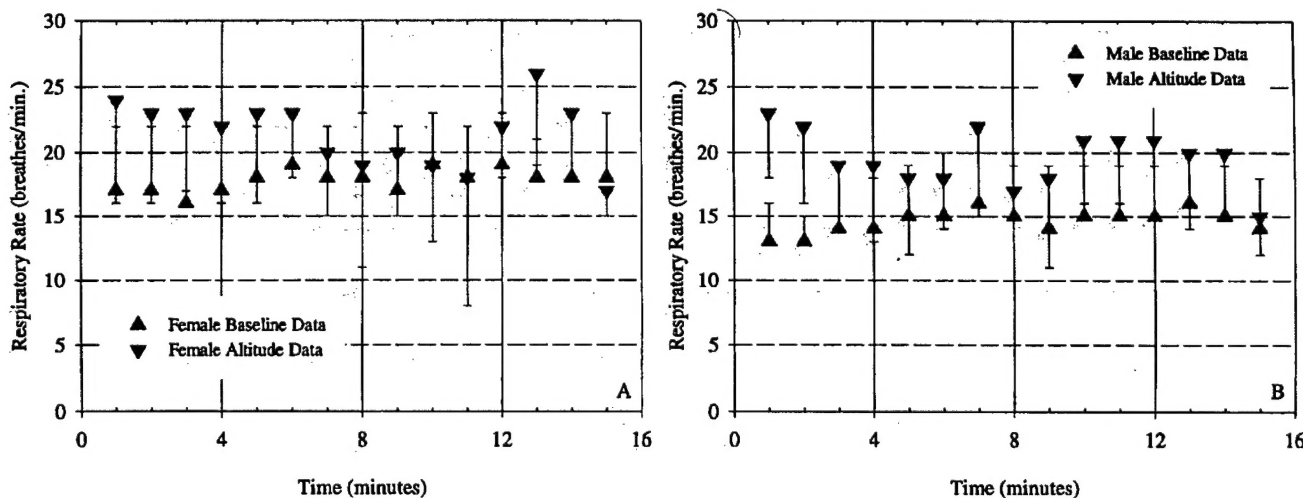 30
25
20
15
10
5
0
Respiratory Rate (breathes/min.)
Female Baseline Data
Female Altitude Data
A
0 4 8 12 16
Time (minutes)
30
25
20
15
10
5
0
Respiratory Rate (breathes/min.)
Male Baseline Data
Male Altitude Data
B
0 4 8 12 16
Time (minutes)